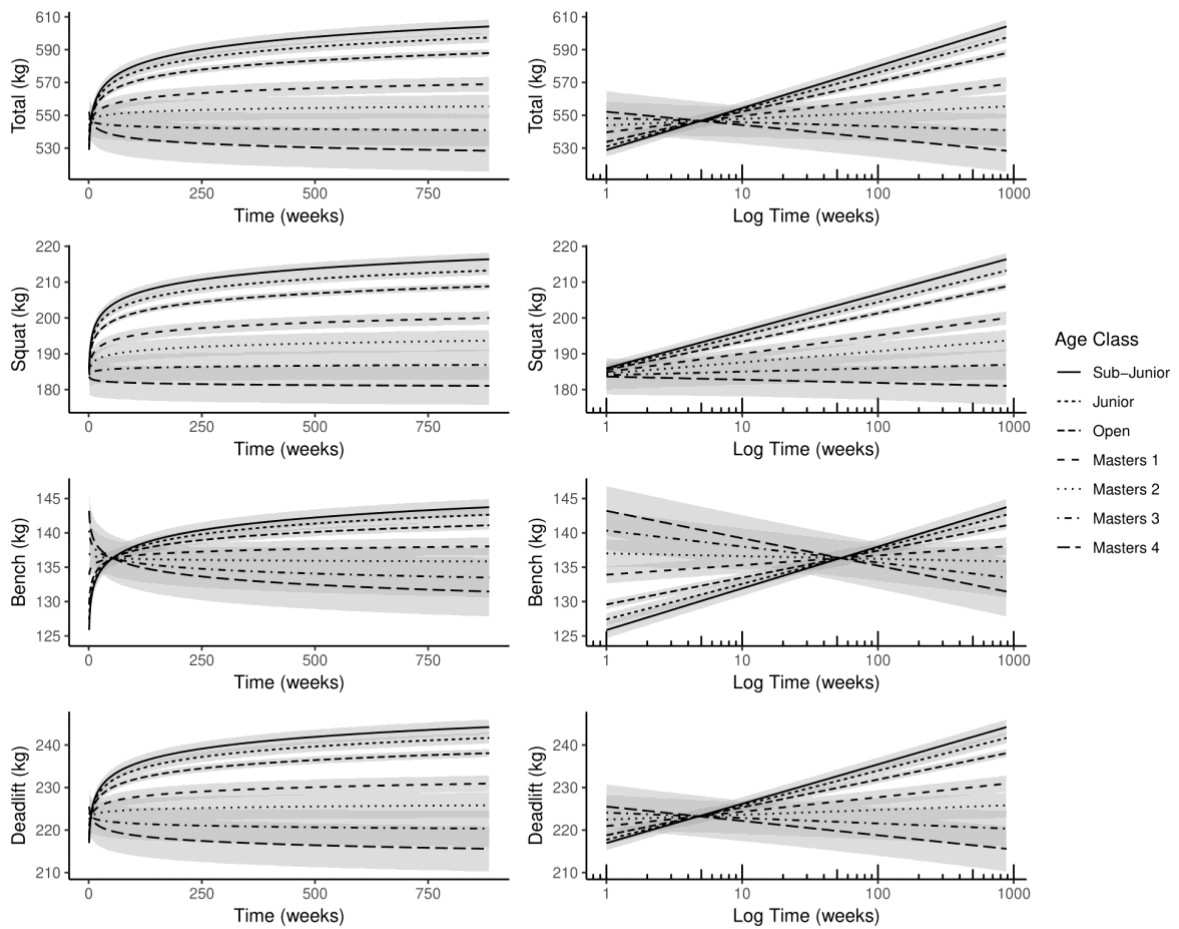 Total (kg)
610
590
570
550
530
0
250
500
750
Time (weeks)
Total (kg)
610
590
570
550
530
1
10
100
1000
Log Time (weeks)
Squat (kg)
220
210
200
190
180
0
250
500
750
Time (weeks)
Squat (kg)
220
210
200
190
180
1
10
100
1000
Log Time (weeks)
Bench (kg)
145
140
135
130
125
0
250
500
750
Time (weeks)
Bench (kg)
145
140
135
130
125
1
10
100
1000
Log Time (weeks)
Deadlift (kg)
240
230
220
210
0
250
500
750
Time (weeks)
Deadlift (kg)
240
230
220
210
1
10
100
1000
Log Time (weeks)
Age Class
Sub−Junior
Junior
Open
Masters 1
Masters 2
Masters 3
Masters 4